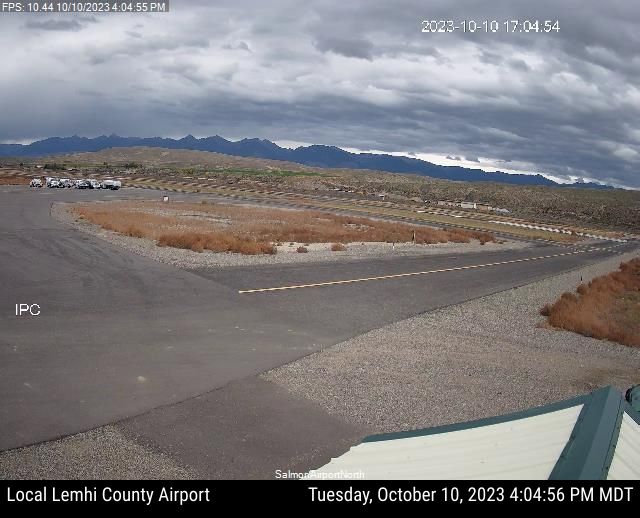 FPS: 10.44 10/10/2023 4:04:55 PM
2023-10-10 17:04:54
IPC
SalmonAirportNorth
Local Lemhi County Airport Tuesday, October 10, 2023 4:04:56 PM MDT